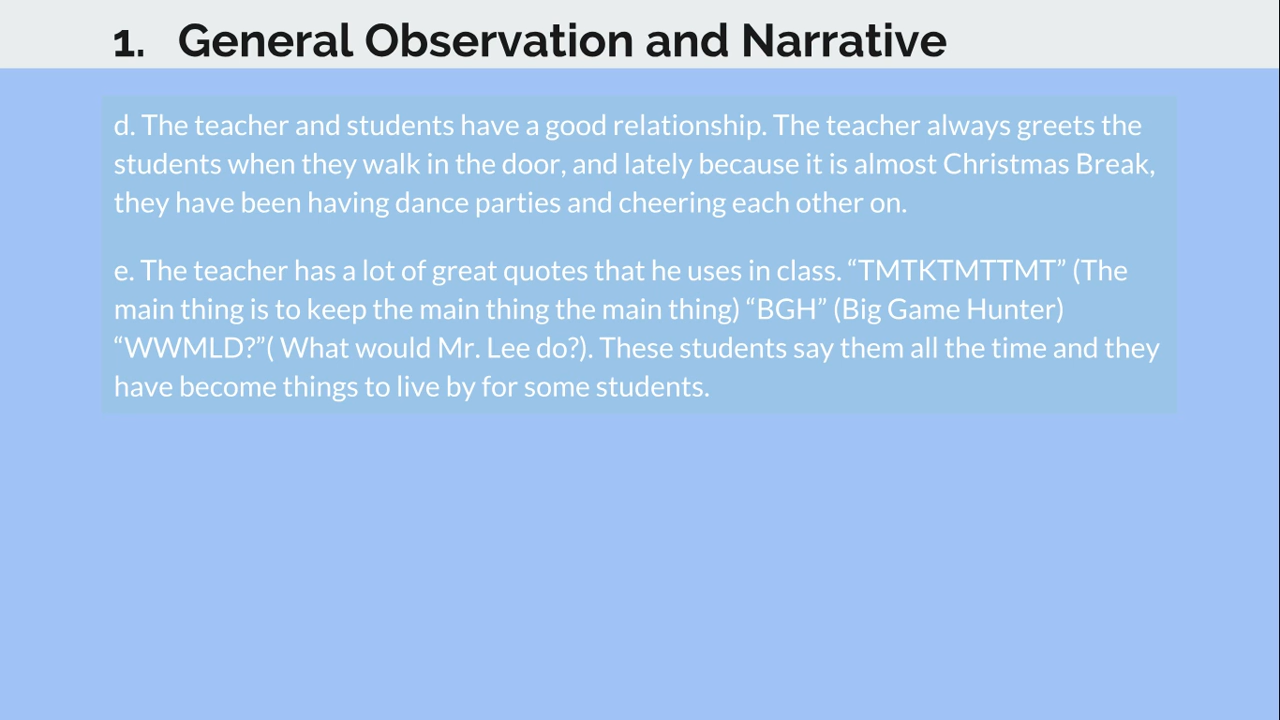 1. General Observation and Narrative
d. The teacher and students have a good relationship. The teacher always greets the
students when they walk in the door, and lately because it is almost Christmas Break,
they have been having dance parties and cheering each other on.
e. The teacher has a lot of great quotes that he uses in class. “TMTKTMTTMT” (The
main thing is to keep the main thing the main thing) “BGH” (Big Game Hunter)
“WWMLD?”( What would Mr. Lee do?). These students say them all the time and they
have become things to live by for some students.